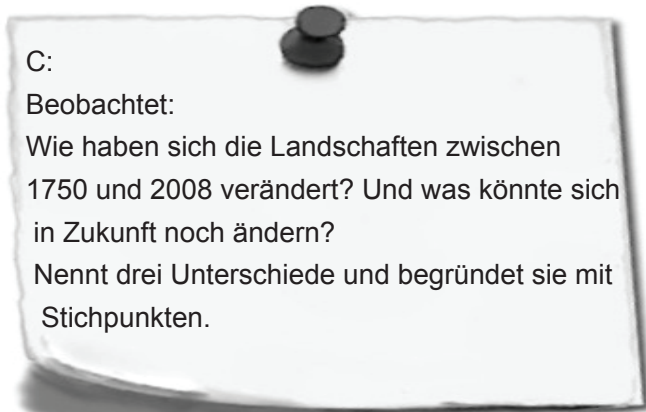 C:
Beobachtet:
Wie haben sich die Landschaften zwischen
1750 und 2008 verändert? Und was könnte sich
in Zukunft noch ändern?
Nennt drei Unterschiede und begründet sie mit
Stichpunkten.